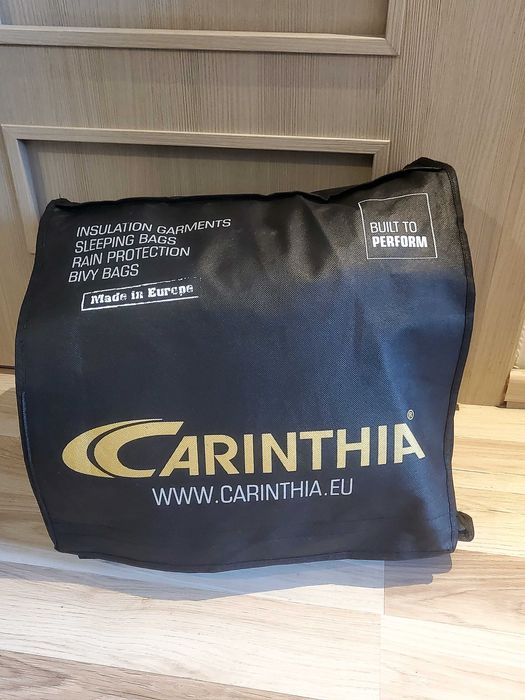 INSULATION GARMENTS
SLEEPING BAGS
RAIN PROTECTION
BIVY BAGS
Made in Europe
BUILT TO
PERFORM
CARINTHIA®
WWW.CARINTHIA.EU